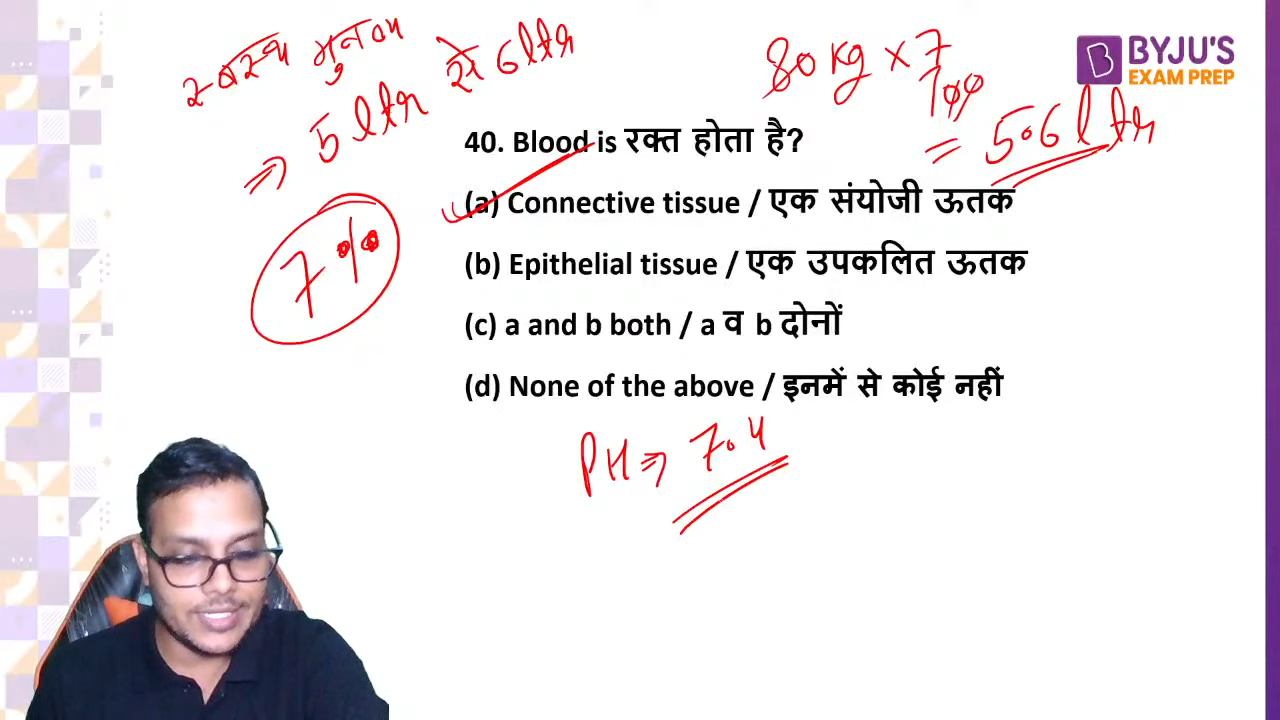 स्वस्थ मनुष्य
⇒ 5 ltr से 6 ltr
80 kg × 7
100
= 5.6 ltr
BYJU'S
EXAM PREP
40. Blood is रक्त होता है?
(a) Connective tissue / एक संयोजी ऊतक
7%
(b) Epithelial tissue / एक उपकलित ऊतक
(c) a and b both / a व b दोनों
(d) None of the above / इनमें से कोई नहीं
PH ⇒ 7.4